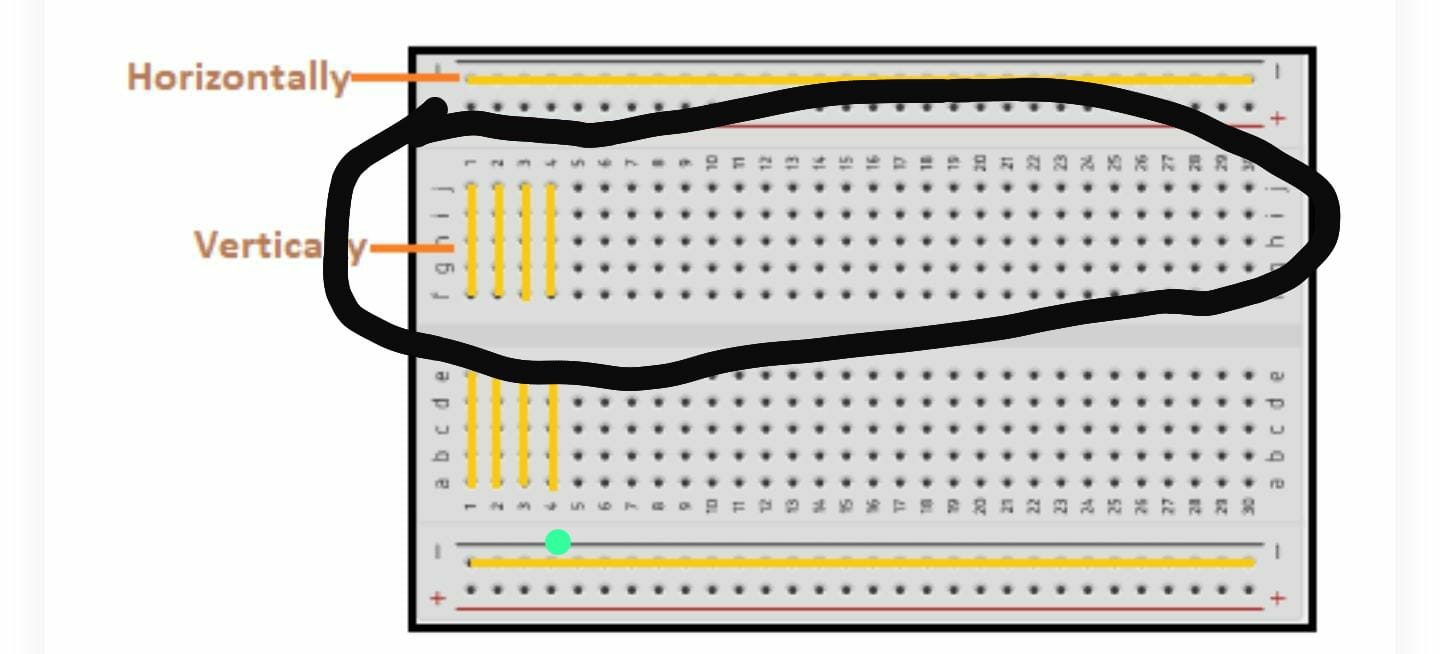 Horizontally
− −
+
1 2 3 4 5 6 7 8 9 10 11 12 13 14 15 16 17 18 19 20 21 22 23 24 25 26 27 28 29
j j
i i
h h
Vertically
g
f
e e
d d
c c
b b
a a
1 2 3 4 5 6 7 8 9 10 11 12 13 14 15 16 17 18 19 20 21 22 23 24 25 26 27 28 29 30
− −
+ +